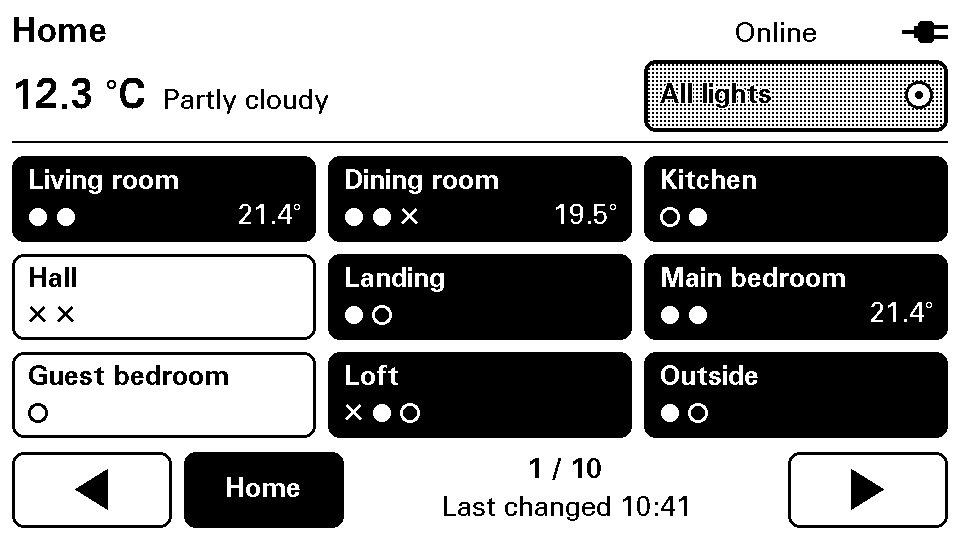 Home
Online
12.3 °C Partly cloudy
All lights
Living room
21.4°
Dining room
19.5°
Kitchen
Hall
Landing
Main bedroom
21.4°
Guest bedroom
Loft
Outside
Home
1 / 10
Last changed 10:41